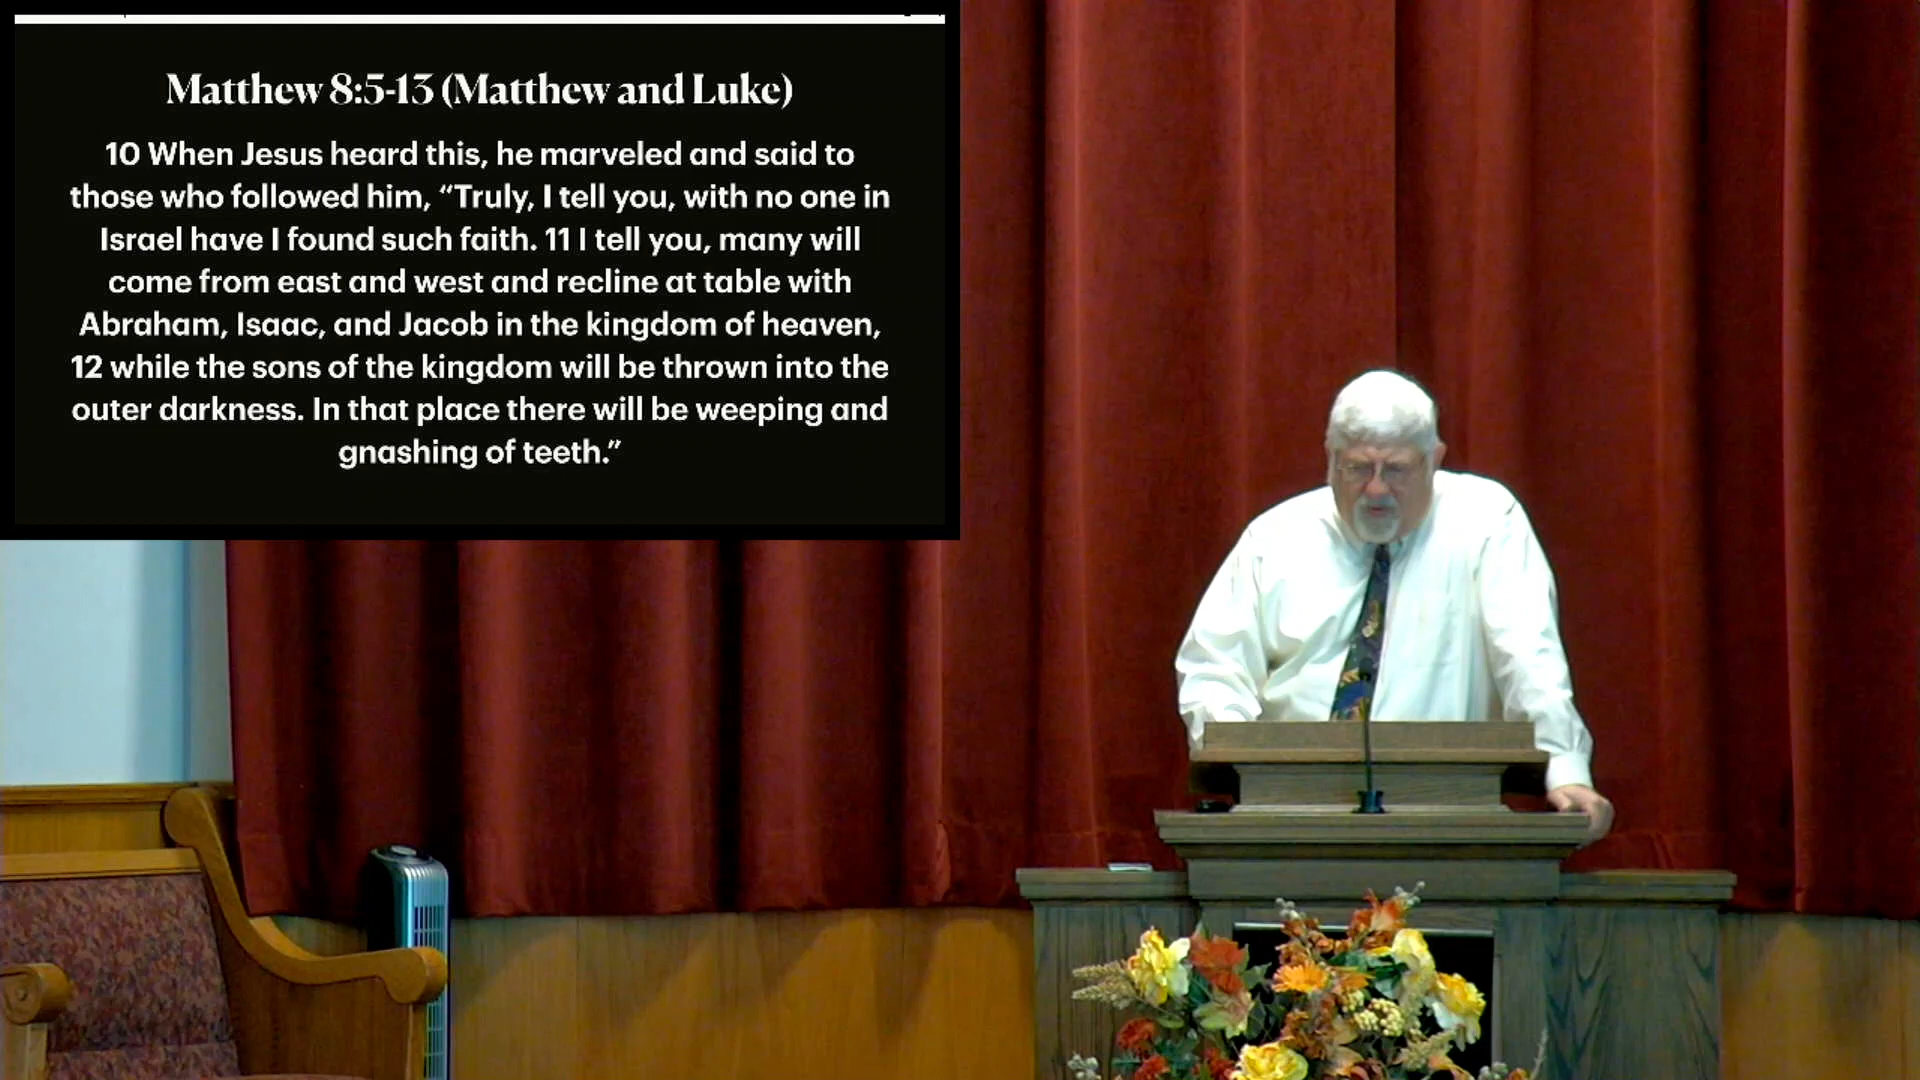 Matthew 8:5-13 (Matthew and Luke)
10 When Jesus heard this, he marveled and said to
those who followed him, “Truly, I tell you, with no one in
Israel have I found such faith. 11 I tell you, many will
come from east and west and recline at table with
Abraham, Isaac, and Jacob in the kingdom of heaven,
12 while the sons of the kingdom will be thrown into the
outer darkness. In that place there will be weeping and
gnashing of teeth.”